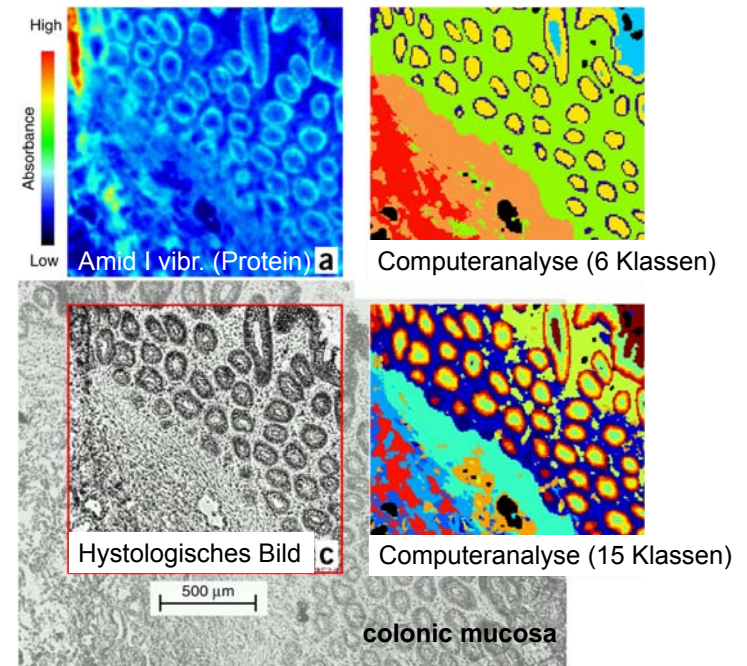 High
Absorbance
Low
Amid I vibr. (Protein) a
Computeranalyse (6 Klassen)
Hystologisches Bild c
Computeranalyse (15 Klassen)
500 µm
colonic mucosa